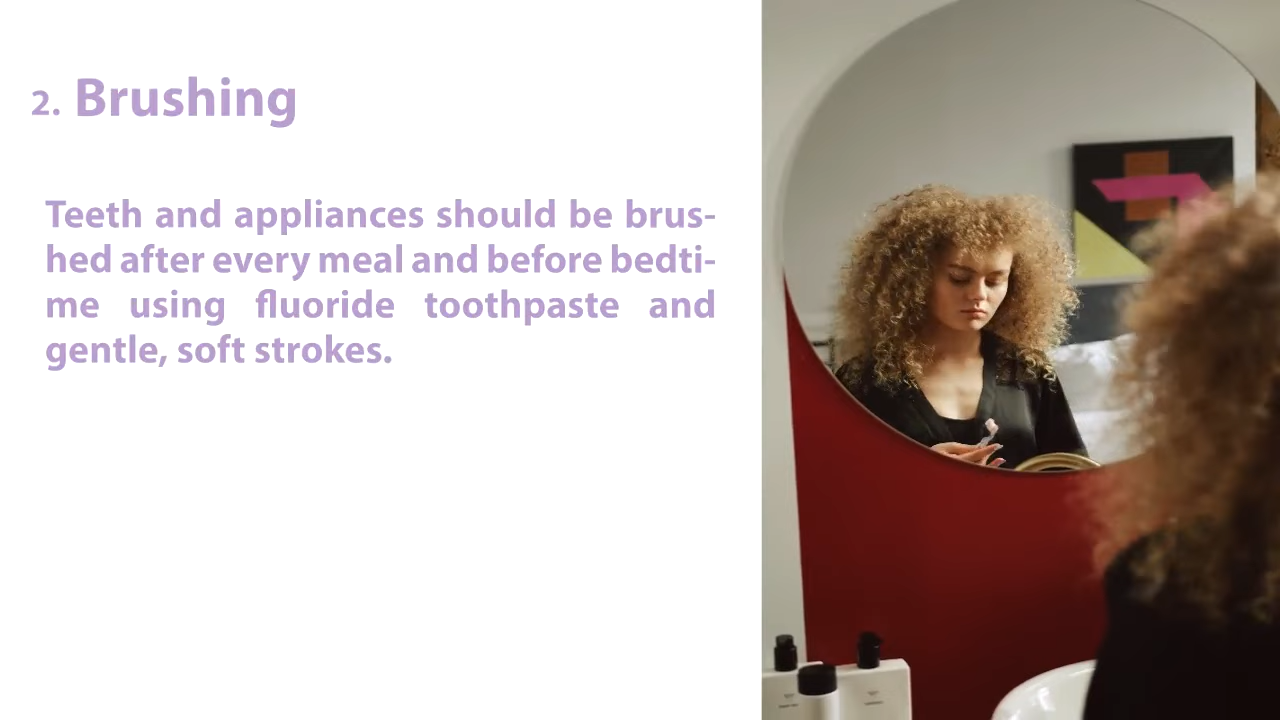 2. Brushing
Teeth and appliances should be brus-
hed after every meal and before bedti-
me using fluoride toothpaste and
gentle, soft strokes.